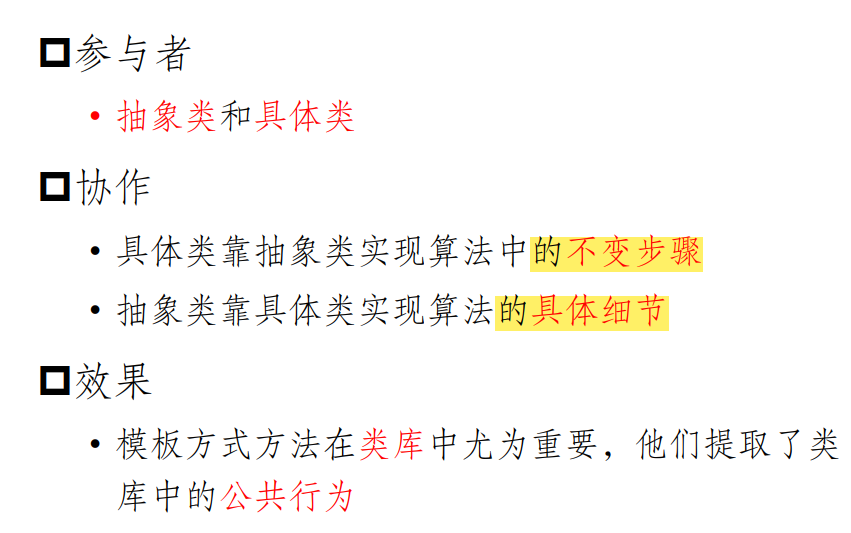 参与者
• 抽象类和具体类
协作
• 具体类靠抽象类实现算法中的不变步骤
• 抽象类靠具体类实现算法的具体细节
效果
• 模板方式方法在类库中尤为重要，他们提取了类
库中的公共行为